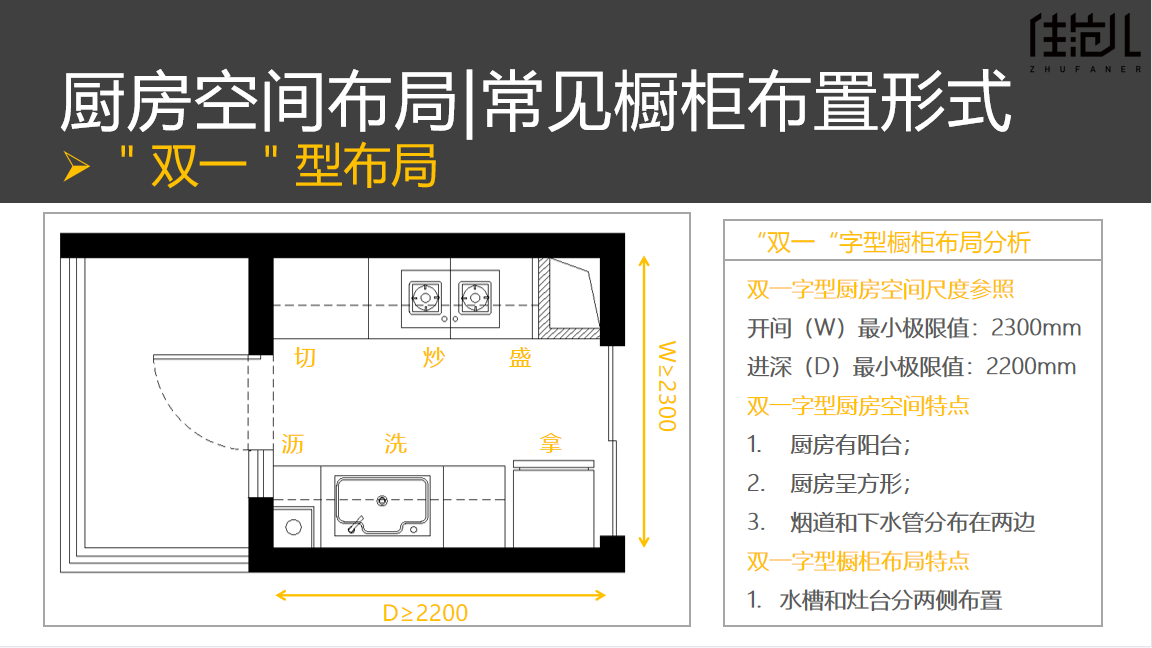 佳范儿
ZHUFANER
厨房空间布局|常见橱柜布置形式
➢ "双一"型布局
切 炒 盛
沥 洗 拿
W≥2300
D≥2200
“双一“字型橱柜布局分析
双一字型厨房空间尺度参照
开间（W）最小极限值：2300mm
进深（D）最小极限值：2200mm
双一字型厨房空间特点
1. 厨房有阳台；
2. 厨房呈方形；
3. 烟道和下水管分布在两边
双一字型橱柜布局特点
1. 水槽和灶台分两侧布置